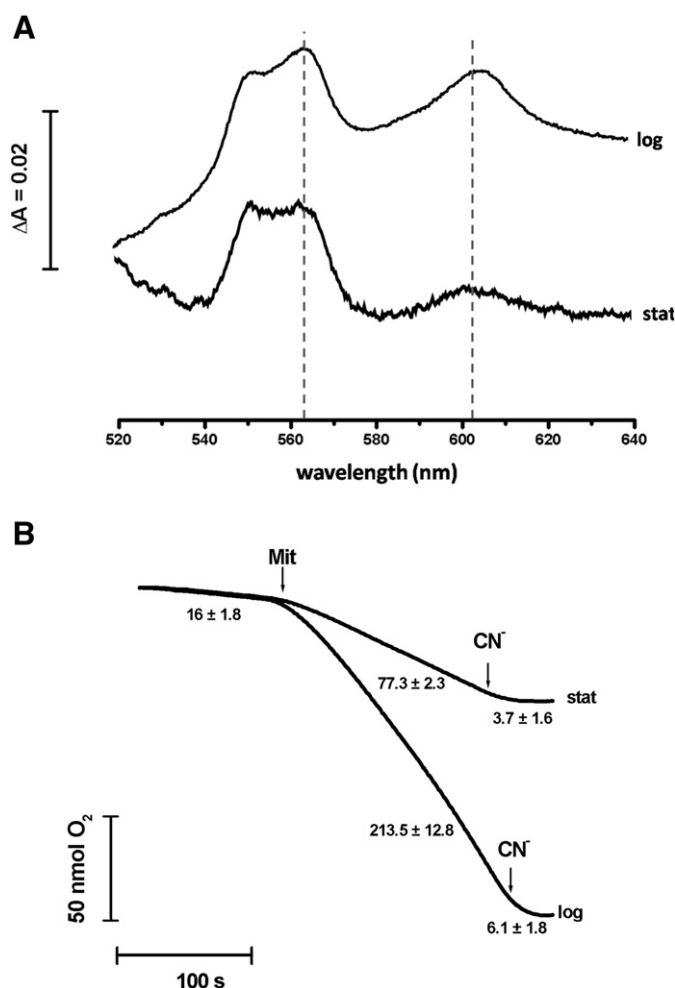 A
ΔA = 0.02
log
stat
520 540 560 580 600 620 640
wavelength (nm)
B
Mit
16 ± 1.8
CN⁻
77.3 ± 2.3
stat
3.7 ± 1.6
50 nmol O₂
213.5 ± 12.8
CN⁻
log
6.1 ± 1.8
100 s